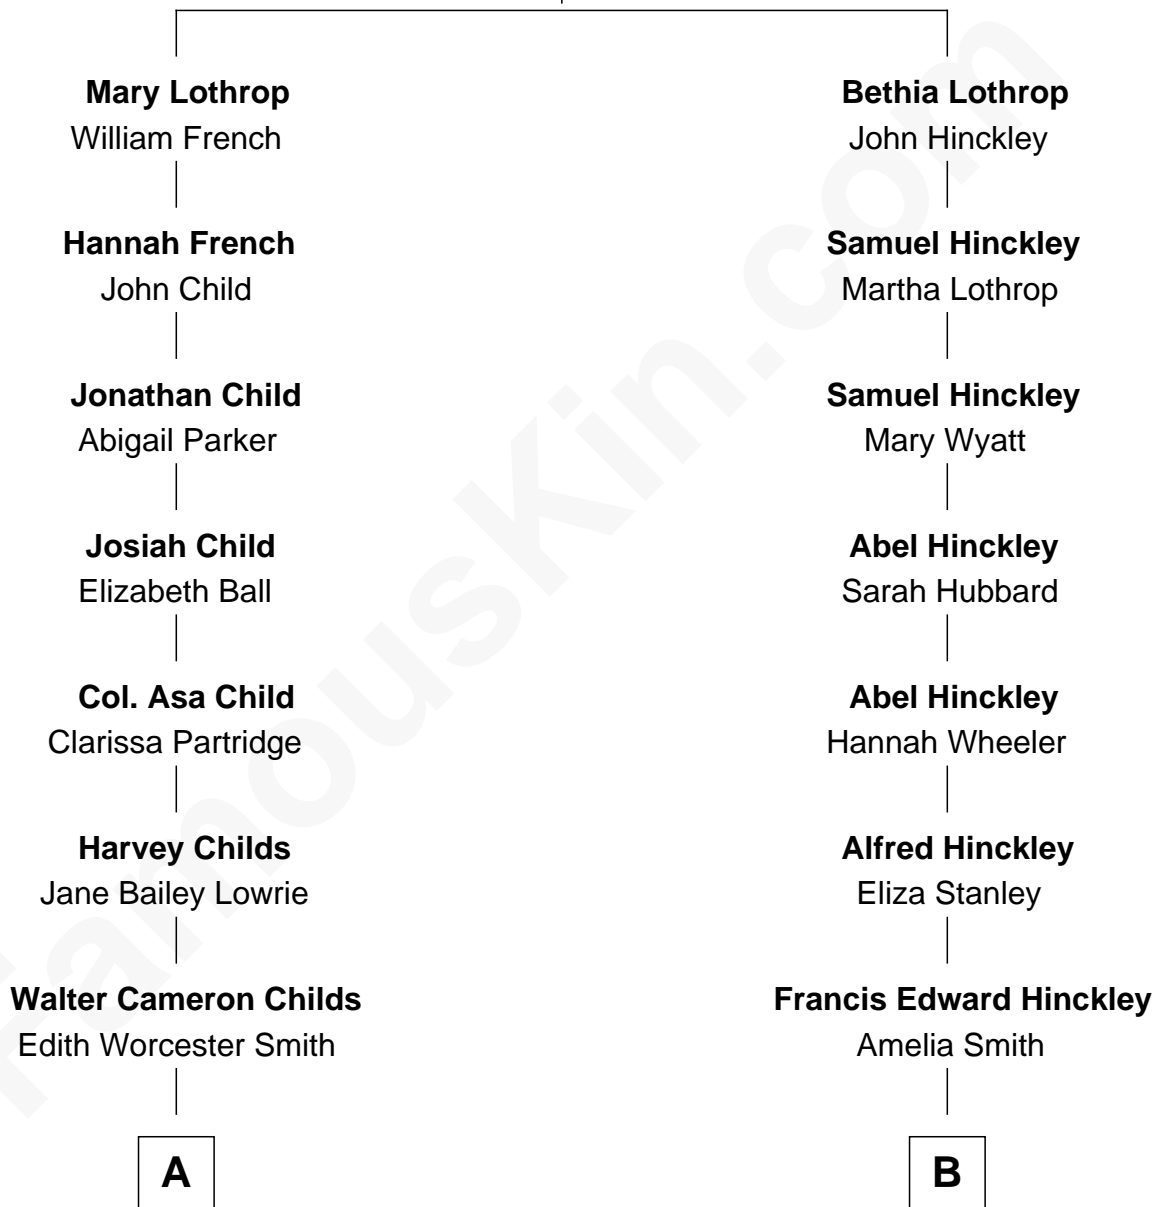 Mary Lothrop
William French
Hannah French
John Child
Jonathan Child
Abigail Parker
Josiah Child
Elizabeth Ball
Col. Asa Child
Clarissa Partridge
Harvey Childs
Jane Bailey Lowrie
Walter Cameron Childs
Edith Worcester Smith
A
Bethia Lothrop
John Hinckley
Samuel Hinckley
Martha Lothrop
Samuel Hinckley
Mary Wyatt
Abel Hinckley
Sarah Hubbard
Abel Hinckley
Hannah Wheeler
Alfred Hinckley
Eliza Stanley
Francis Edward Hinckley
Amelia Smith
B
FamousKin.com